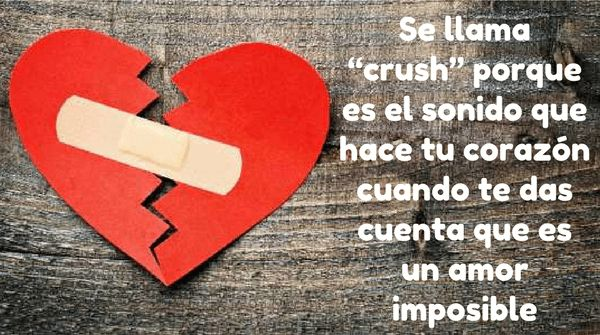 Se llama
“crush” porque
es el sonido que
hace tu corazón
cuando te das
cuenta que es
un amor
imposible